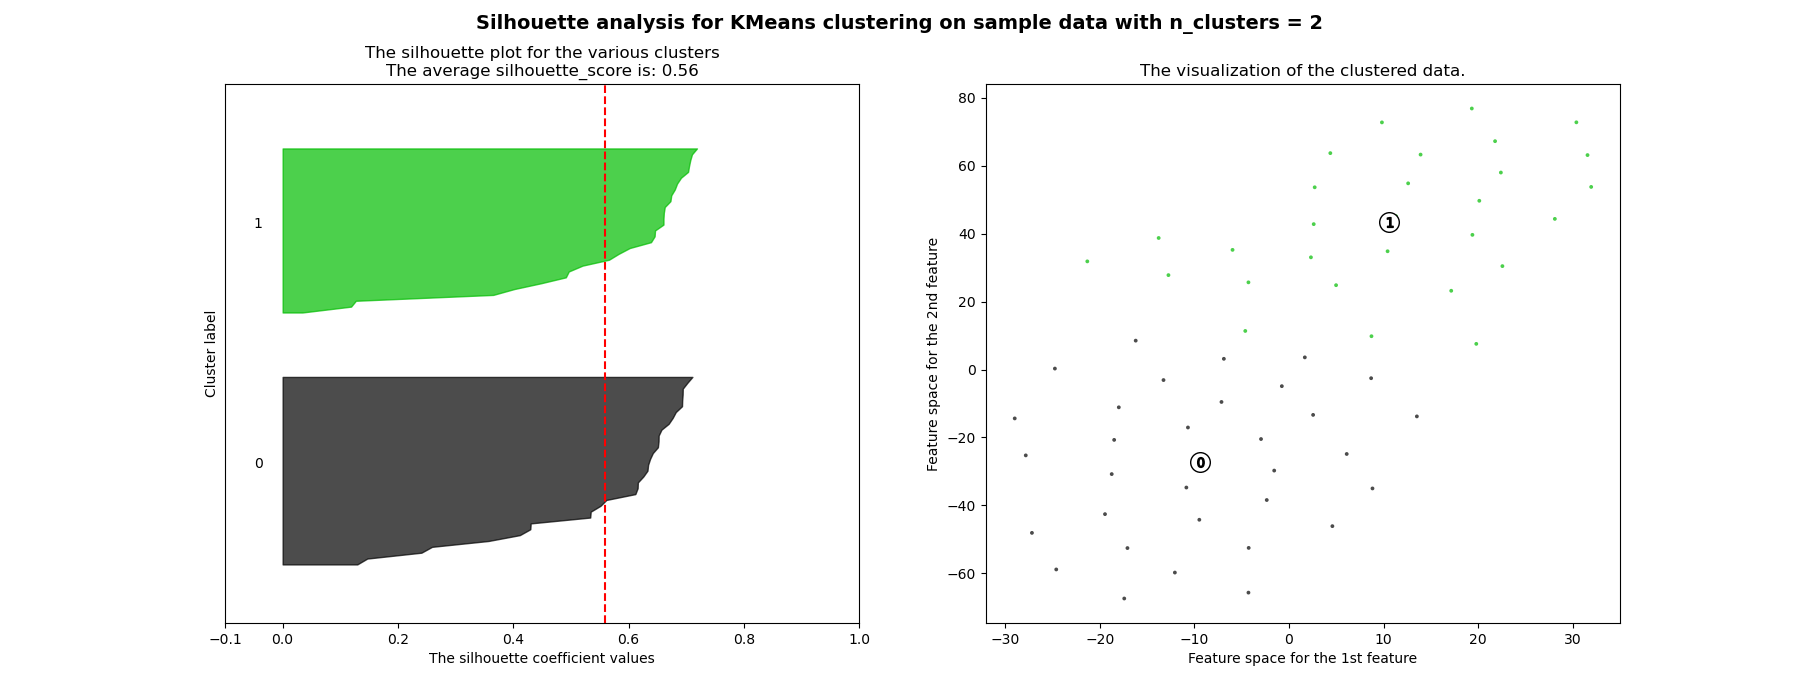 Silhouette analysis for KMeans clustering on sample data with n_clusters = 2
The silhouette plot for the various clusters
The average silhouette_score is: 0.56
1
0
Cluster label
−0.1 0.0 0.2 0.4 0.6 0.8 1.0
The silhouette coefficient values
The visualization of the clustered data.
80
60
40
20
0
−20
−40
−60
Feature space for the 2nd feature
1
0
−30 −20 −10 0 10 20 30
Feature space for the 1st feature